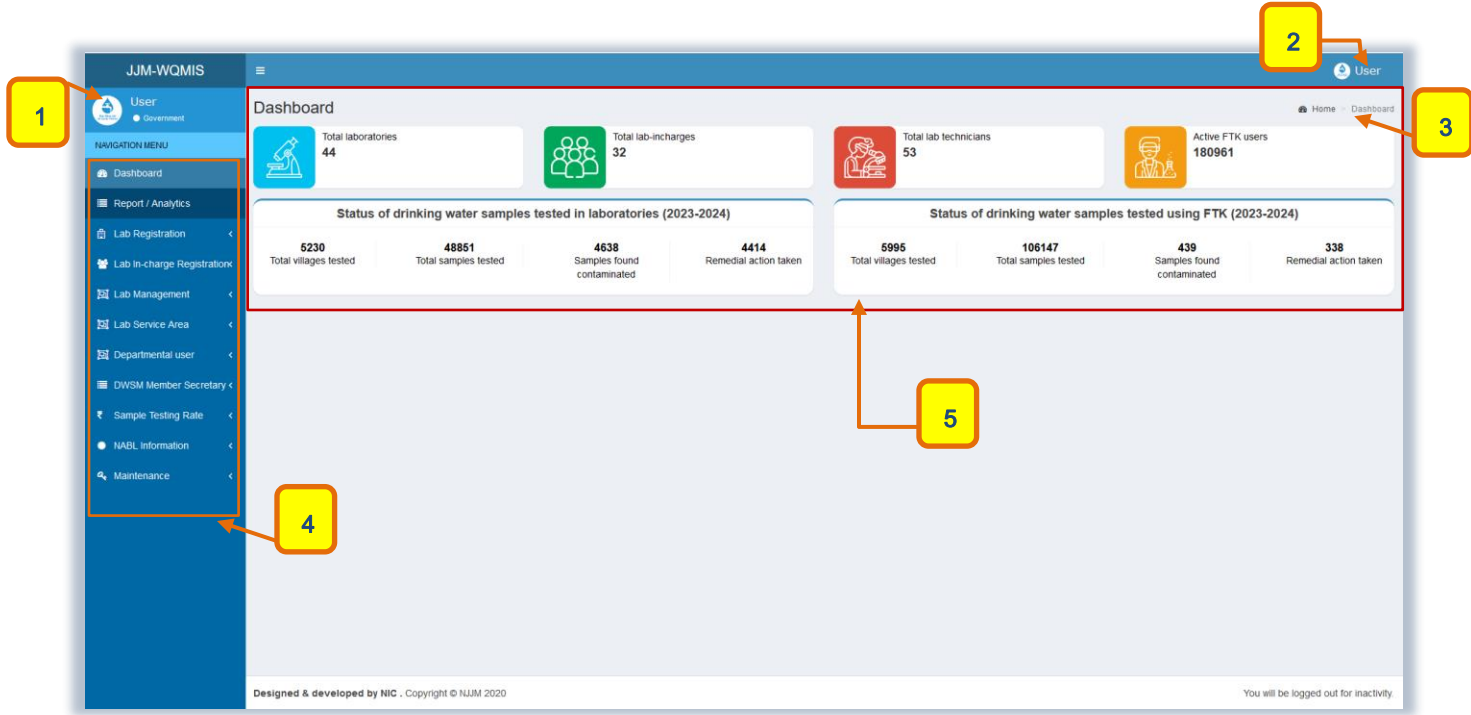 2
JJM-WQMIS
User
1
User
Government
Dashboard
Home > Dashboard
3
NAVIGATION MENU
Total laboratories
44
Total lab-incharges
32
Total lab technicians
53
Active FTK users
180961
Dashboard
Report / Analytics
Lab Registration
Lab In-charge Registration
Lab Management
Lab Service Area
Departmental user
DWSM Member Secretary
₹ Sample Testing Rate
NABL Information
Maintenance
Status of drinking water samples tested in laboratories (2023-2024)
5230
Total villages tested
48851
Total samples tested
4638
Samples found
contaminated
4414
Remedial action taken
Status of drinking water samples tested using FTK (2023-2024)
5995
Total villages tested
106147
Total samples tested
439
Samples found
contaminated
338
Remedial action taken
5
4
Designed & developed by NIC . Copyright © NJJM 2020
You will be logged out for inactivity.